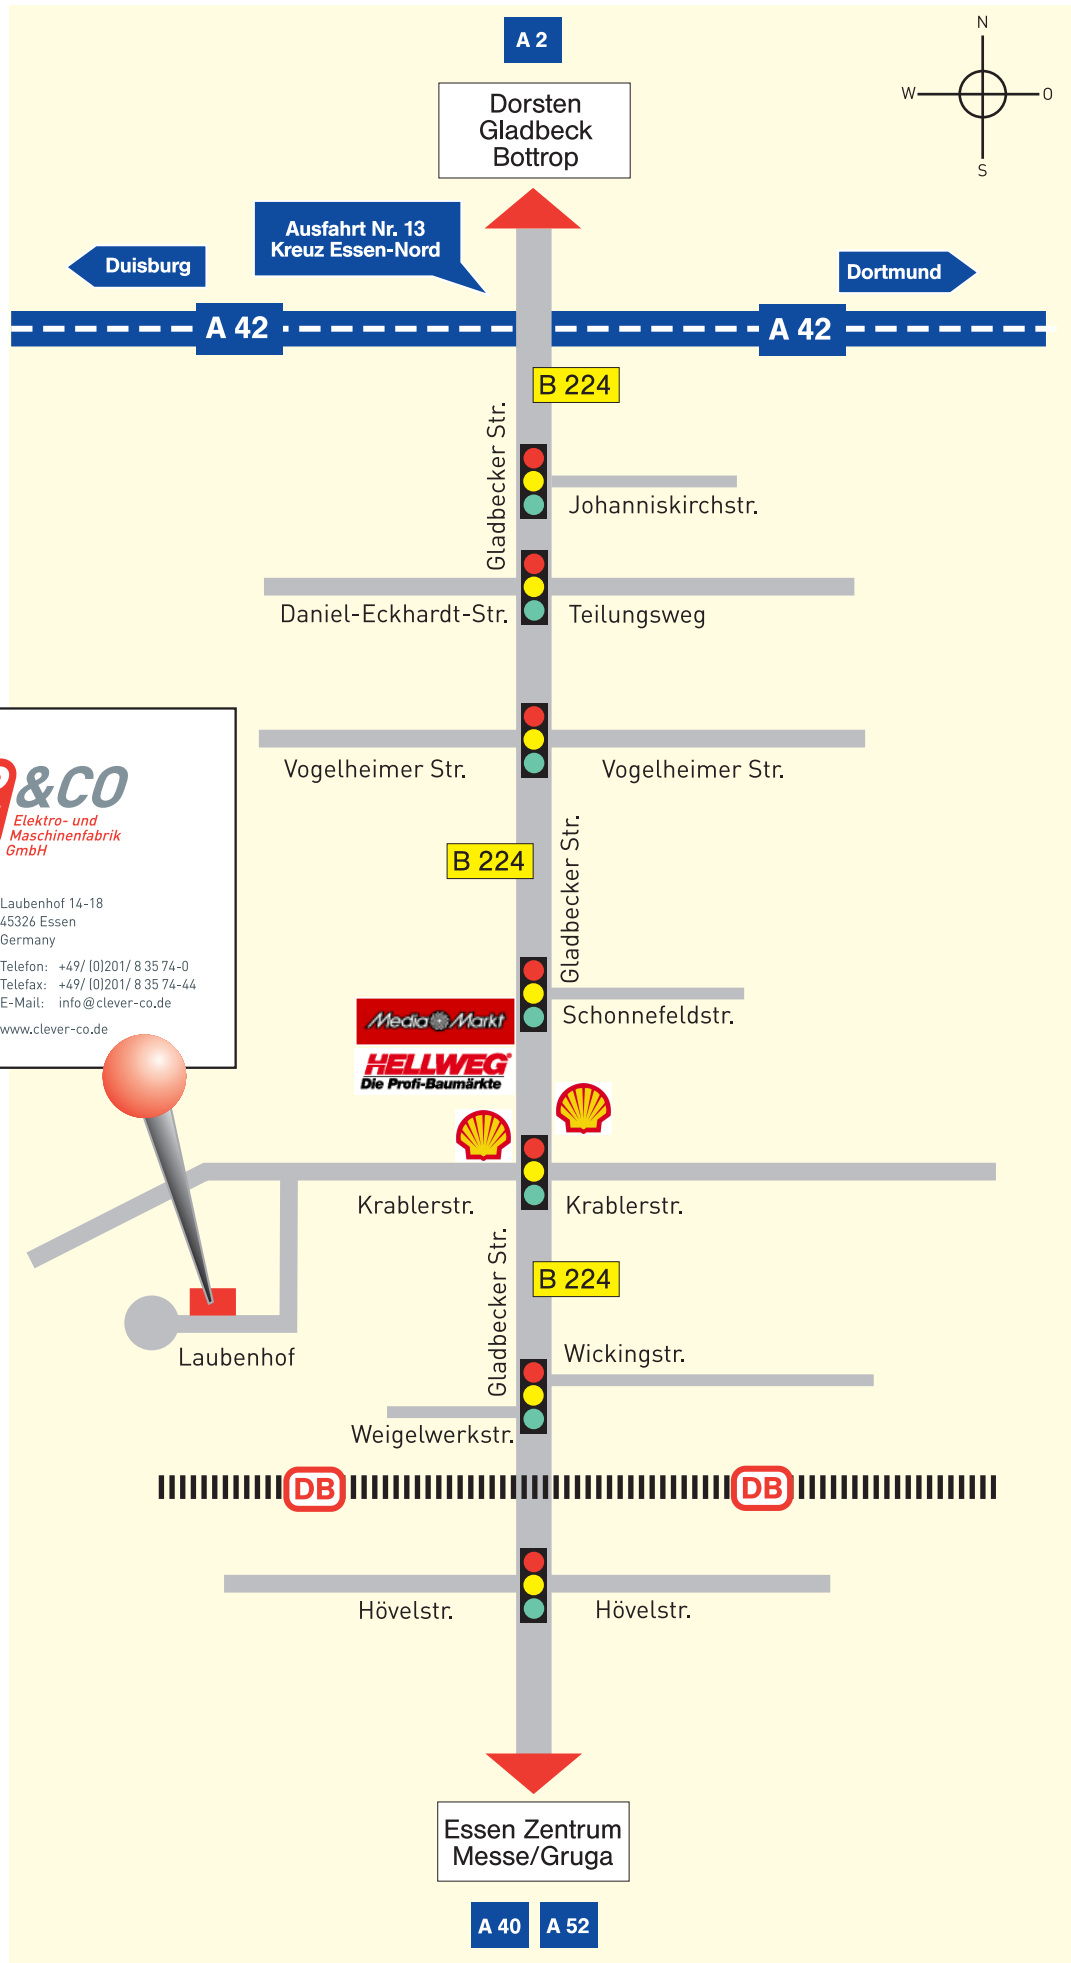 A 2
N
W
O
S
Dorsten
Gladbeck
Bottrop
Ausfahrt Nr. 13
Kreuz Essen-Nord
Duisburg
Dortmund
A 42
A 42
B 224
Gladbecker Str.
Johanniskirchstr.
Daniel-Eckhardt-Str.
Teilungsweg
Vogelheimer Str.
Vogelheimer Str.
&CO
Elektro- und
Maschinenfabrik
GmbH
Laubenhof 14-18
45326 Essen
Germany
Telefon: +49/ (0)201/ 8 35 74-0
Telefax: +49/ (0)201/ 8 35 74-44
E-Mail: info@clever-co.de
www.clever-co.de
B 224
Gladbecker Str.
Schonnefeldstr.
Media Markt
HELLWEG
Die Profi-Baumärkte
Krablerstr.
Krablerstr.
Gladbecker Str.
B 224
Laubenhof
Wickingstr.
Weigelwerkstr.
DB
DB
Hövelstr.
Hövelstr.
Essen Zentrum
Messe/Gruga
A 40
A 52